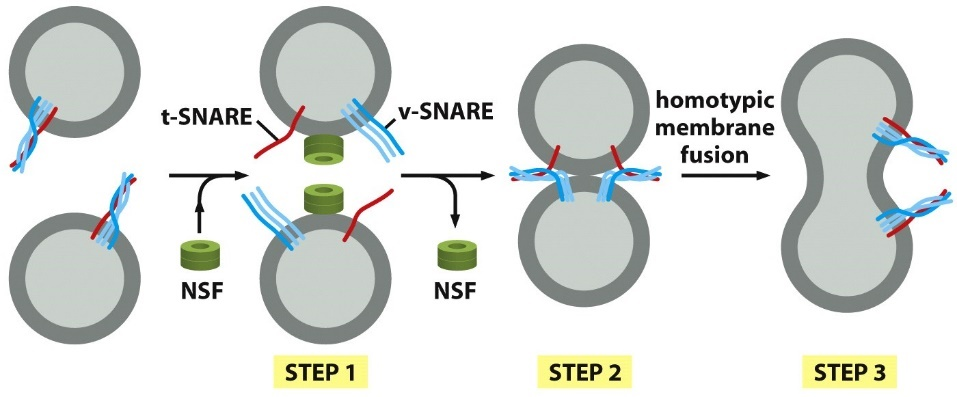 t-SNARE
v-SNARE
homotypic
membrane
fusion
NSF
NSF
STEP 1
STEP 2
STEP 3